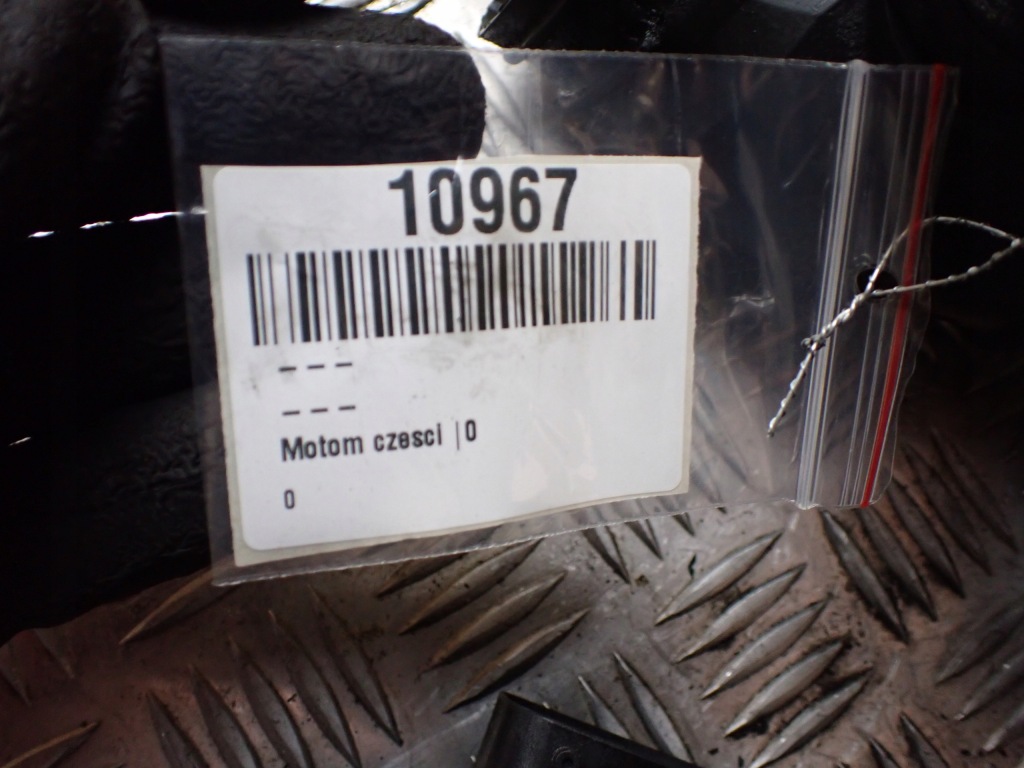 10967
---
---
Motom czesci |0
0